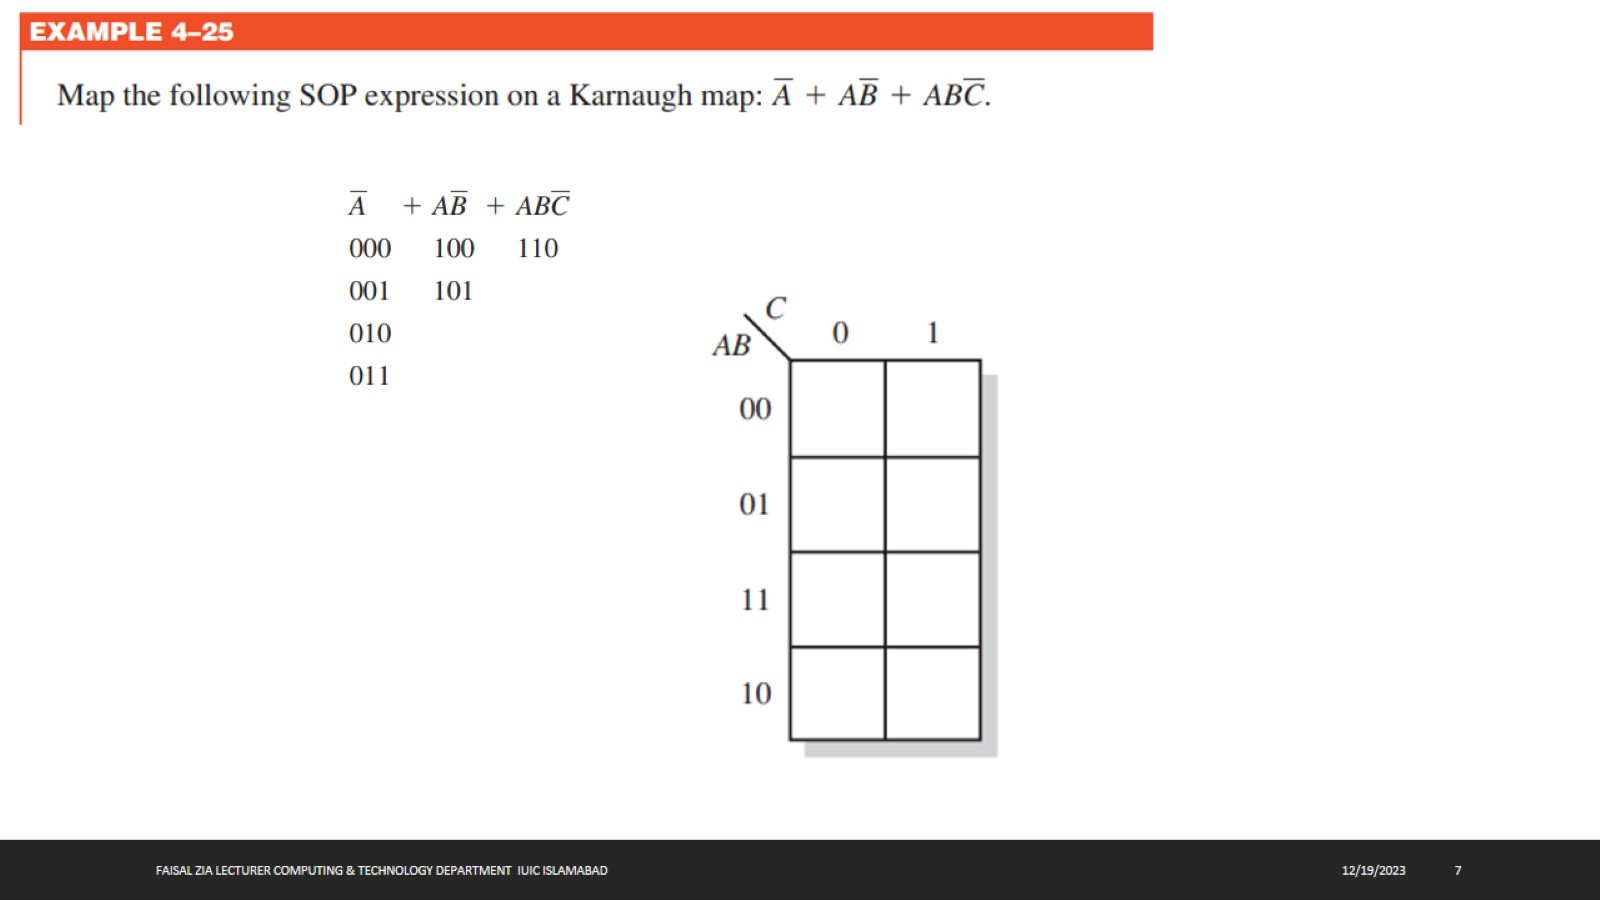 EXAMPLE 4–25
Map the following SOP expression on a Karnaugh map: A̅ + AB̅ + ABC̅.
A̅ + AB̅ + ABC̅
000 100 110
001 101
010
011
C
AB 0 1
00
01
11
10
FAISAL ZIA LECTURER COMPUTING & TECHNOLOGY DEPARTMENT IUIC ISLAMABAD 12/19/2023 7